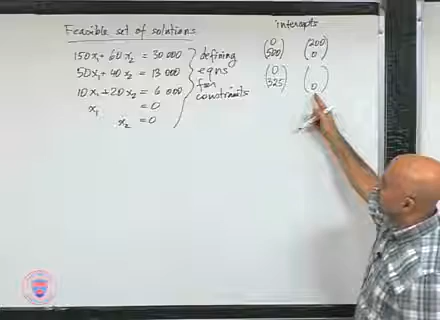 Feasible set of solutions
150x₁ + 60x₂ = 30 000
50x₁ + 40x₂ = 13 000
10x₁ + 20x₂ = 6 000
x₁ = 0
x₂ = 0
defining
eqns
for
constraints
intercepts
(0 500) (200 0)
(0 325) ( 0)